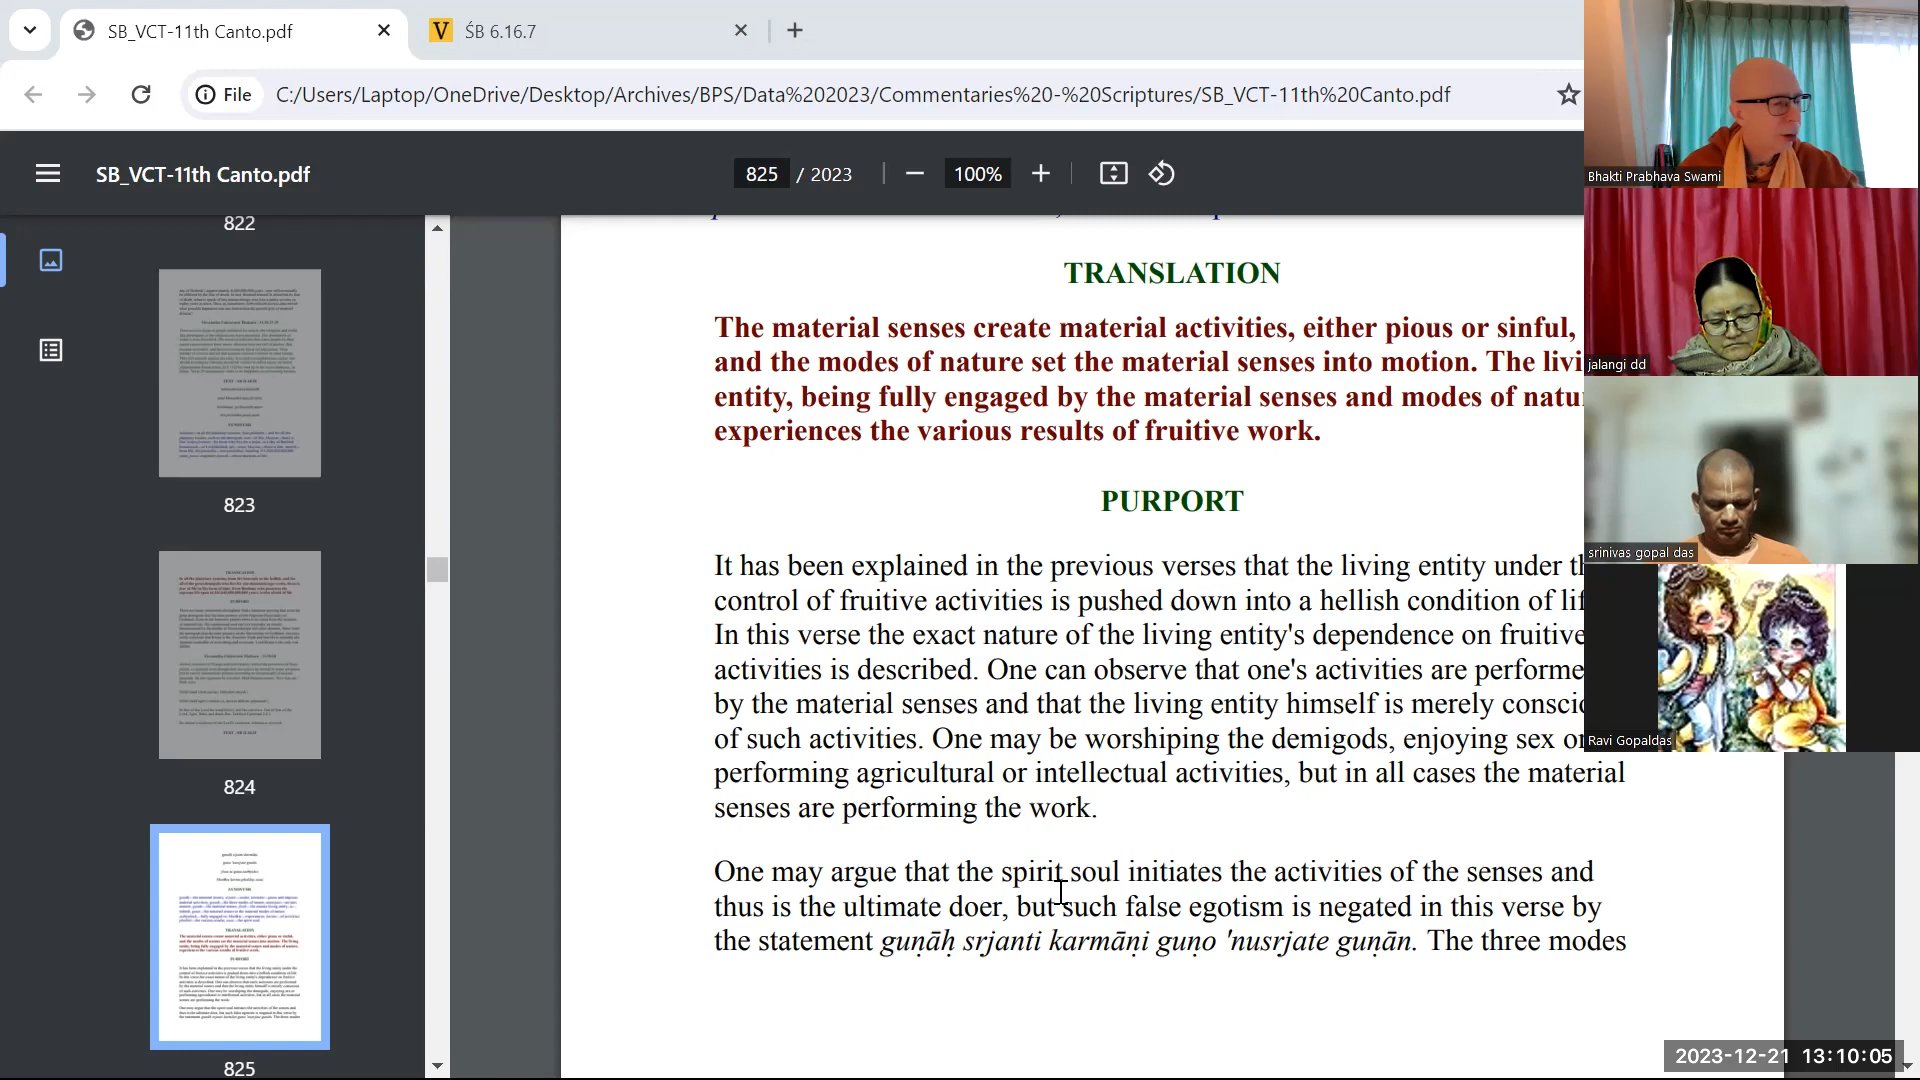 SB_VCT-11th Canto.pdf
ŚB 6.16.7
File
C:/Users/Laptop/OneDrive/Desktop/Archives/BPS/Data%202023/Commentaries%20-%20Scriptures/SB_VCT-11th%20Canto.pdf
SB_VCT-11th Canto.pdf
825 / 2023
100%
822
823
824
825
TRANSLATION
The material senses create material activities, either pious or sinful,
and the modes of nature set the material senses into motion. The livi
entity, being fully engaged by the material senses and modes of natu
experiences the various results of fruitive work.
PURPORT
It has been explained in the previous verses that the living entity under th
control of fruitive activities is pushed down into a hellish condition of lif
In this verse the exact nature of the living entity's dependence on fruitive
activities is described. One can observe that one's activities are performe
by the material senses and that the living entity himself is merely conscio
of such activities. One may be worshiping the demigods, enjoying sex or
performing agricultural or intellectual activities, but in all cases the material
senses are performing the work.
One may argue that the spirit soul initiates the activities of the senses and
thus is the ultimate doer, but such false egotism is negated in this verse by
the statement guṇāḥ srjanti karmāṇi guṇo 'nusrjate guṇān. The three modes
Bhakti Prabhava Swami
jalangi dd
srinivas gopal das
Ravi Gopaldas
2023-12-21 13:10:05